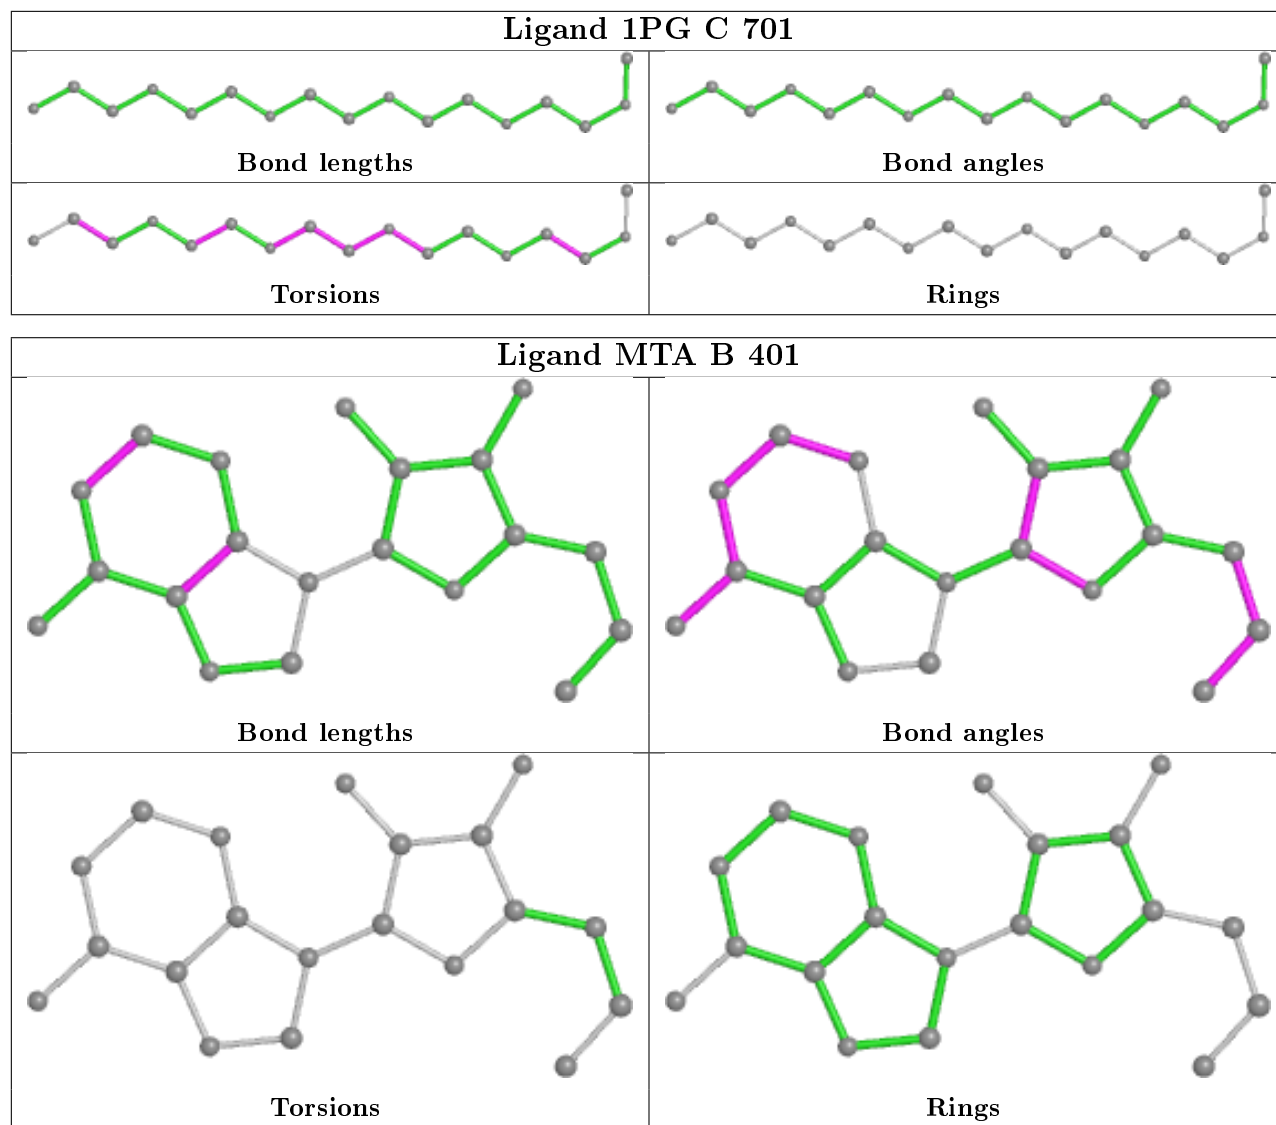 Ligand 1PG C 701
Bond lengths
Bond angles
Torsions
Rings
Ligand MTA B 401
Bond lengths
Bond angles
Torsions
Rings